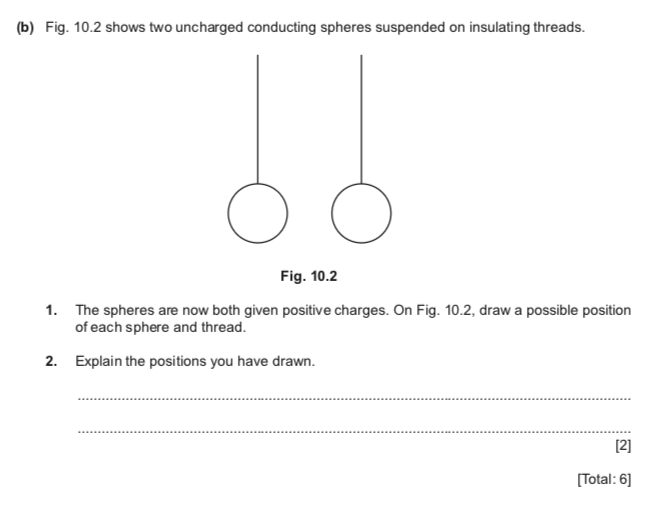 (b) Fig. 10.2 shows two uncharged conducting spheres suspended on insulating threads.
Fig. 10.2
1. The spheres are now both given positive charges. On Fig. 10.2, draw a possible position
of each sphere and thread.
2. Explain the positions you have drawn.
[2]
[Total: 6]